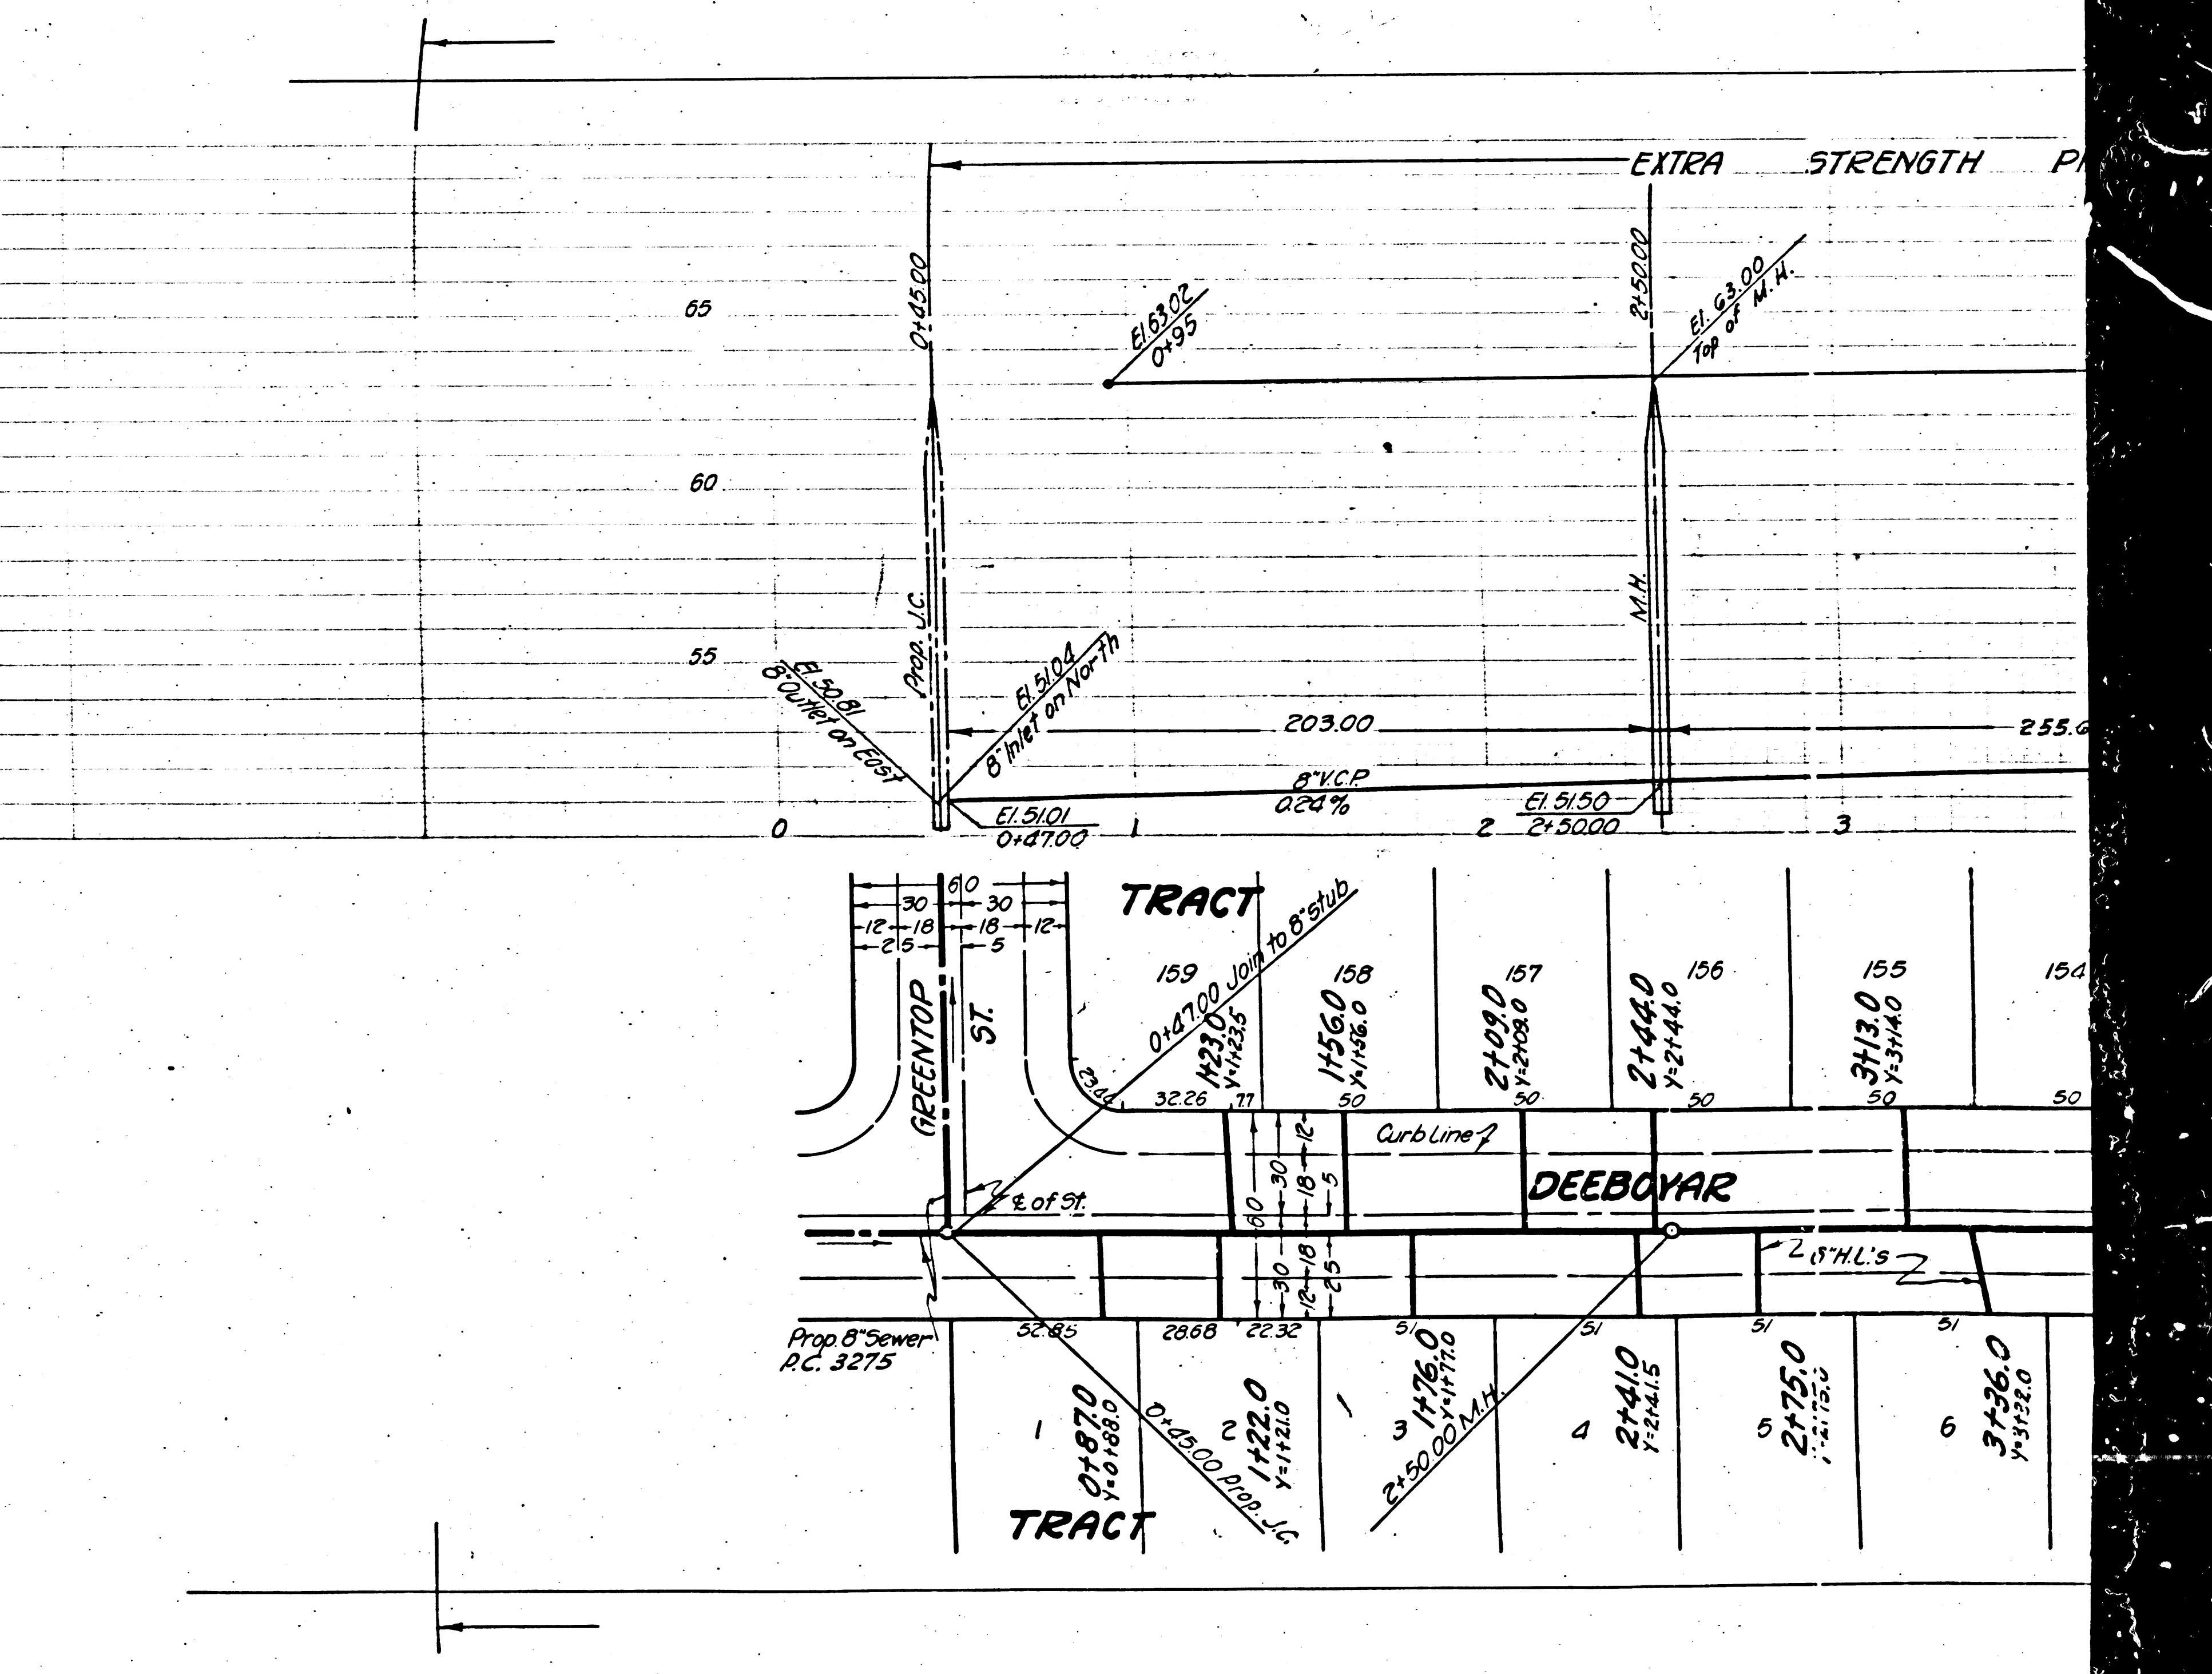 EXTRA STRENGTH
0+45.00
2+50.00
El. 63.00
Top of M.H.
El. 63.02
0+95
65
60
55
Prop. J.C.
M.H.
El. 50.81
8" Outlet on East
El. 51.04
8" Inlet on North
203.00
8" V.C.P.
0.24%
El. 51.01
0+47.00
El. 51.50
2+50.00
0 1 2 3
60
30 30
12 18 18 12
25 5
TRACT
0+47.00 Join to 8" Stub
GREENTOP
ST.
159 158 157 156 155 154
1+23.0
Y=1+23.5
1+56.0
Y=1+56.0
2+09.0
Y=2+09.0
2+44.0
Y=2+44.0
3+13.0
Y=3+14.0
23.44
32.26 7.7 50 50 50 50 50
Curb Line
60
30
12
18
5
DEEBOYAR
℄ of St.
30
12
18
25
6" H.L.'s
Prop. 8" Sewer
P.C. 3275
52.85 28.68 22.32 51 51 51 51
1 2 3 4 5 6
0+87.0
Y=0+88.0
1+22.0
Y=1+21.0
1+76.0
Y=1+77.0
2+41.0
Y=2+41.5
2+75.0
3+36.0
Y=3+32.0
0+45.00 Prop. J.C.
2+50.00 M.H.
TRACT